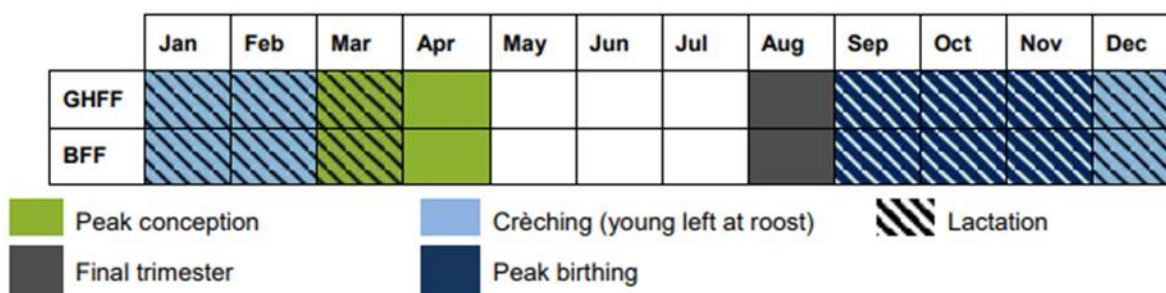 Jan Feb Mar Apr May Jun Jul Aug Sep Oct Nov Dec
GHFF
BFF
Peak conception Crèching (young left at roost) Lactation
Final trimester Peak birthing